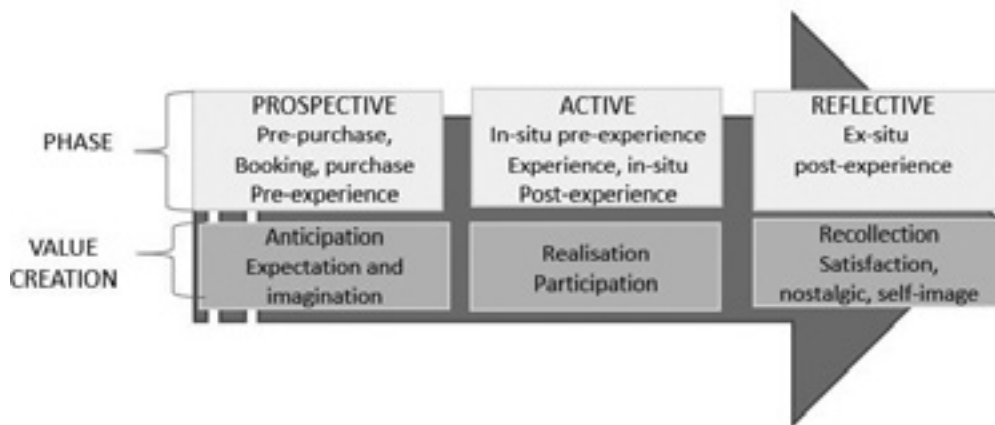 PHASE
PROSPECTIVE
Pre-purchase,
Booking, purchase
Pre-experience
ACTIVE
In-situ pre-experience
Experience, in-situ
Post-experience
REFLECTIVE
Ex-situ
post-experience
VALUE
CREATION
Anticipation
Expectation and
imagination
Realisation
Participation
Recollection
Satisfaction,
nostalgic, self-image